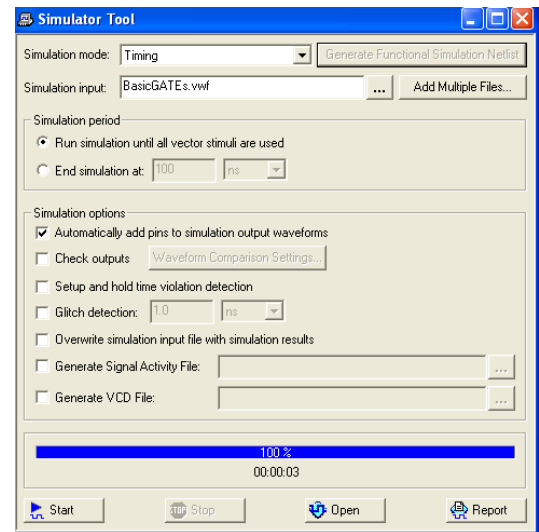 Simulator Tool
Simulation mode: Timing Generate Functional Simulation Netlist
Simulation input: BasicGATEs.vwf ... Add Multiple Files...
Simulation period
Run simulation until all vector stimuli are used
End simulation at: 100 ns
Simulation options
Automatically add pins to simulation output waveforms
Check outputs Waveform Comparison Settings...
Setup and hold time violation detection
Glitch detection: 1.0 ns
Overwrite simulation input file with simulation results
Generate Signal Activity File: ...
Generate VCD File: ...
100 %
00:00:03
Start STOP Stop Open Report